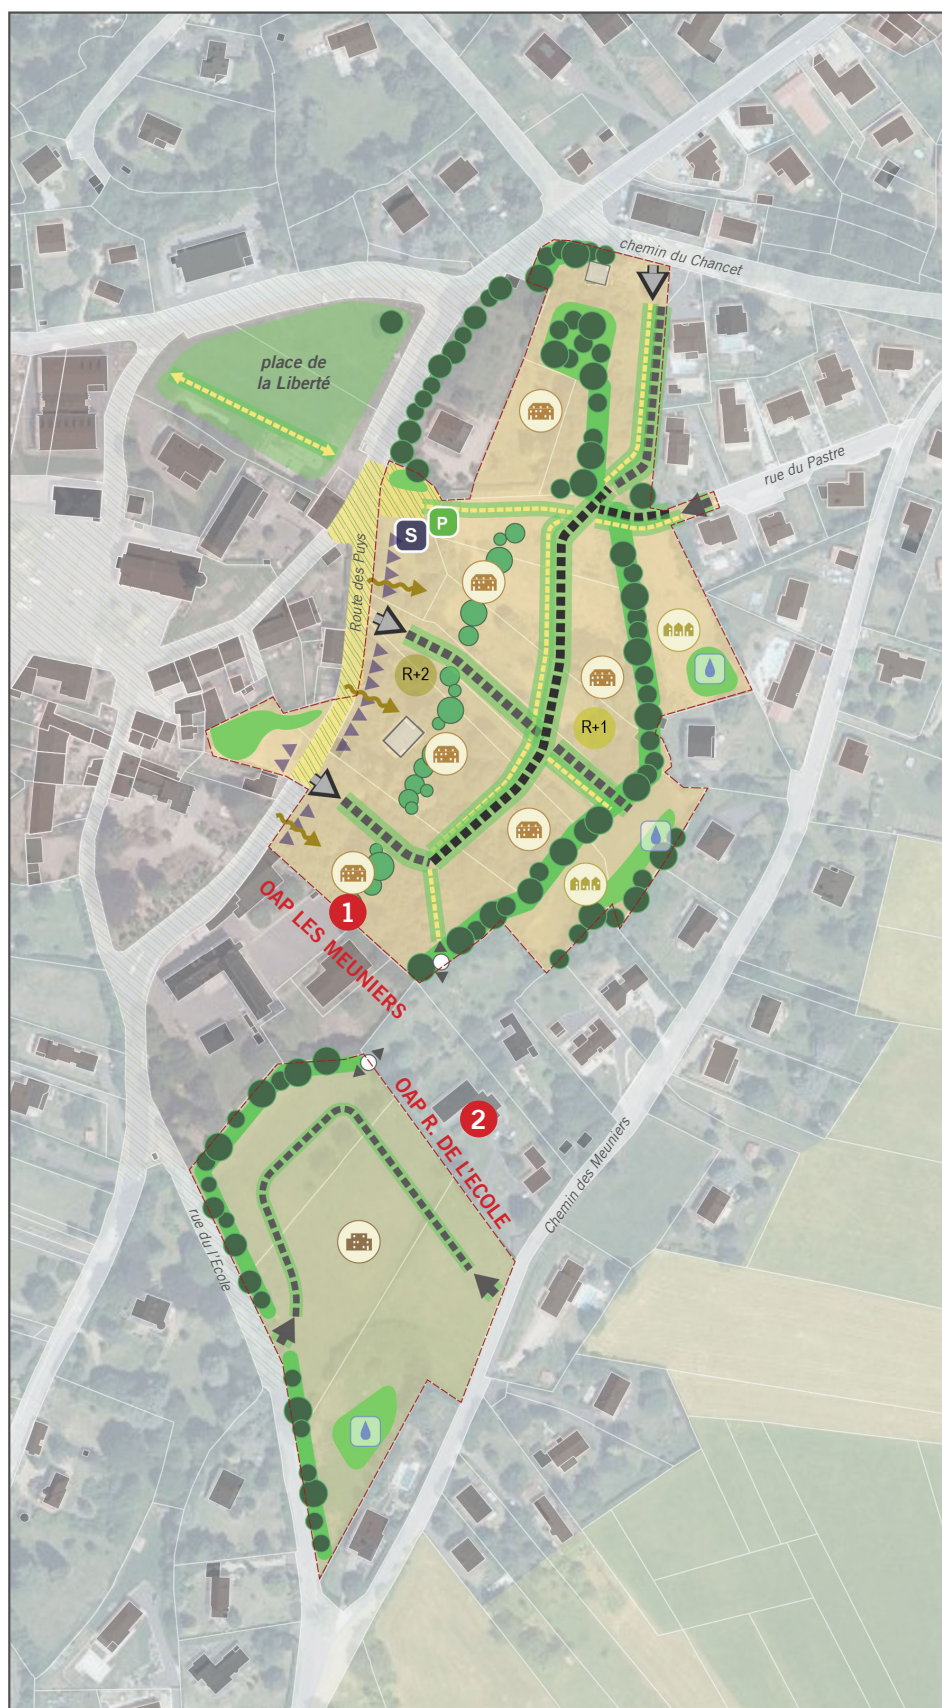 chemin du Chancet
place de
la Liberté
rue du Pastre
P
S
Route des Puys
R+2
R+1
1
OAP LES MEUNIERS
2
OAP R. DE L'ECOLE
Chemin des Meuniers
rue du l'Ecole